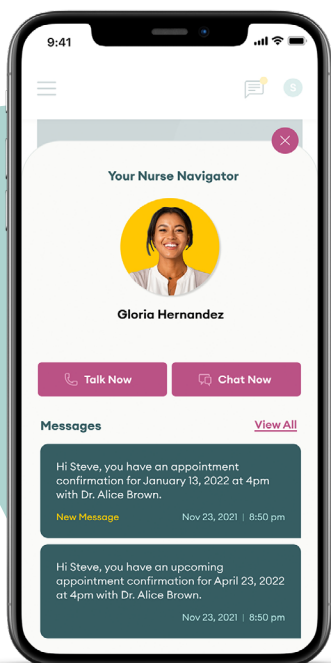 9:41
S
Your Nurse Navigator
Gloria Hernandez
Talk Now
Chat Now
Messages
View All
Hi Steve, you have an appointment
confirmation for January 13, 2022 at 4pm
with Dr. Alice Brown.
New Message
Nov 23, 2021 | 8:50 pm
Hi Steve, you have an upcoming
appointment confirmation for April 23, 2022
at 4pm with Dr. Alice Brown.
Nov 23, 2021 | 8:50 pm